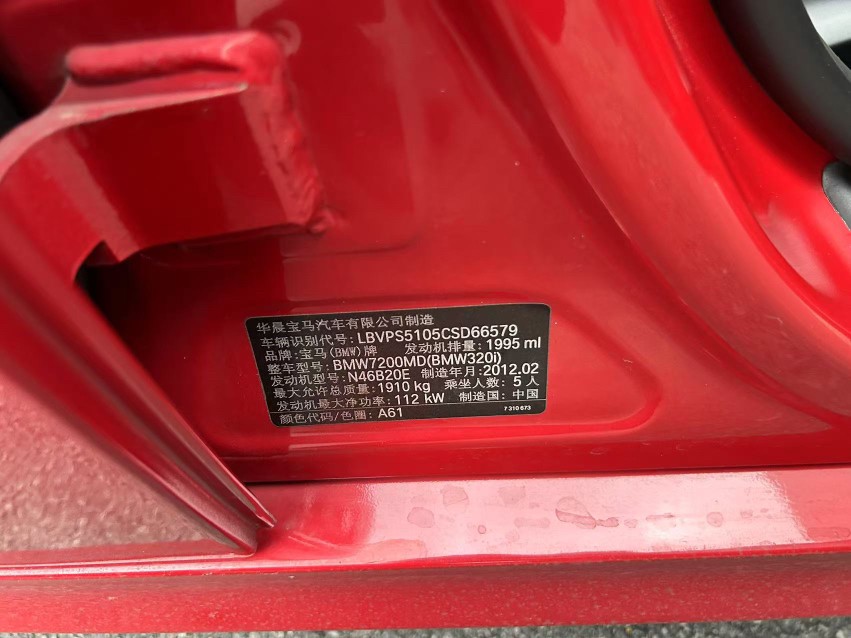 华晨宝马汽车有限公司制造
车辆识别代号: LBVPS5105CSD66579
品牌: 宝马(BMW)牌 发动机排量: 1995 ml
整车型号: BMW7200MD(BMW320i)
发动机型号: N46B20E 制造年月: 2012.02
最大允许总质量: 1910 kg 乘坐人数: 5 人
发动机最大净功率: 112 kW 制造国: 中国
颜色代码/色圈: A61 7 310 673